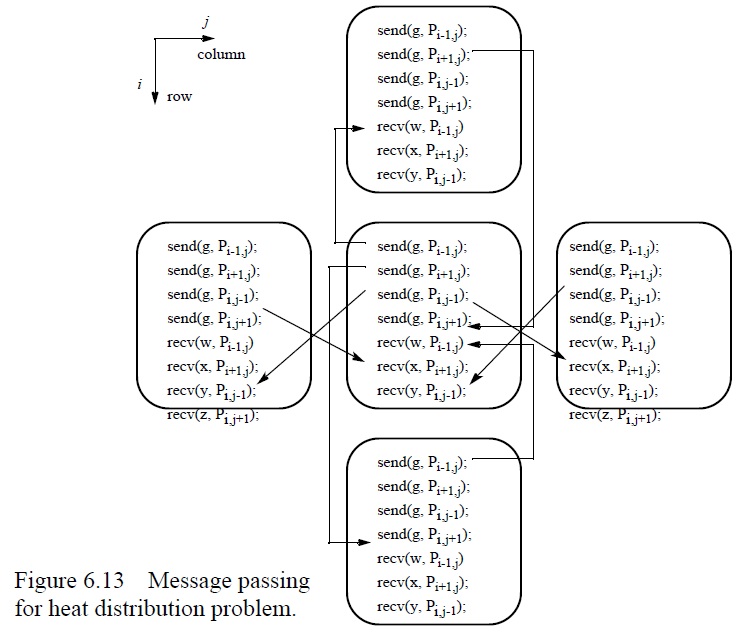 j
column
i
row
send(g, Pi-1,j);
send(g, Pi+1,j);
send(g, Pi,j-1);
send(g, Pi,j+1);
recv(w, Pi-1,j)
recv(x, Pi+1,j);
recv(y, Pi,j-1);
send(g, Pi-1,j);
send(g, Pi+1,j);
send(g, Pi,j-1);
send(g, Pi,j+1);
recv(w, Pi-1,j)
recv(x, Pi+1,j);
recv(y, Pi,j-1);
recv(z, Pi,j+1);
send(g, Pi-1,j);
send(g, Pi+1,j);
send(g, Pi,j-1);
send(g, Pi,j+1);
recv(w, Pi-1,j)
recv(x, Pi+1,j);
recv(y, Pi,j-1);
send(g, Pi-1,j);
send(g, Pi+1,j);
send(g, Pi,j-1);
send(g, Pi,j+1);
recv(w, Pi-1,j)
recv(x, Pi+1,j);
recv(y, Pi,j-1);
recv(z, Pi,j+1);
send(g, Pi-1,j);
send(g, Pi+1,j);
send(g, Pi,j-1);
send(g, Pi,j+1);
recv(w, Pi-1,j)
recv(x, Pi+1,j);
recv(y, Pi,j-1);
Figure 6.13 Message passing
for heat distribution problem.